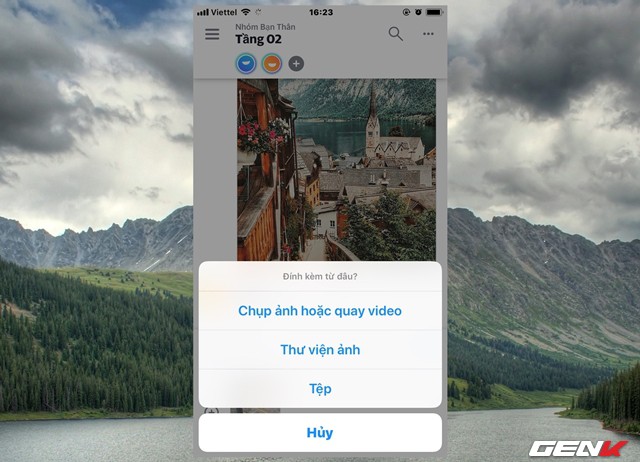 Viettel 16:23
Nhóm Bạn Thân
Tầng 02
Đính kèm từ đâu?
Chụp ảnh hoặc quay video
Thư viện ảnh
Tệp
Hủy
GENK